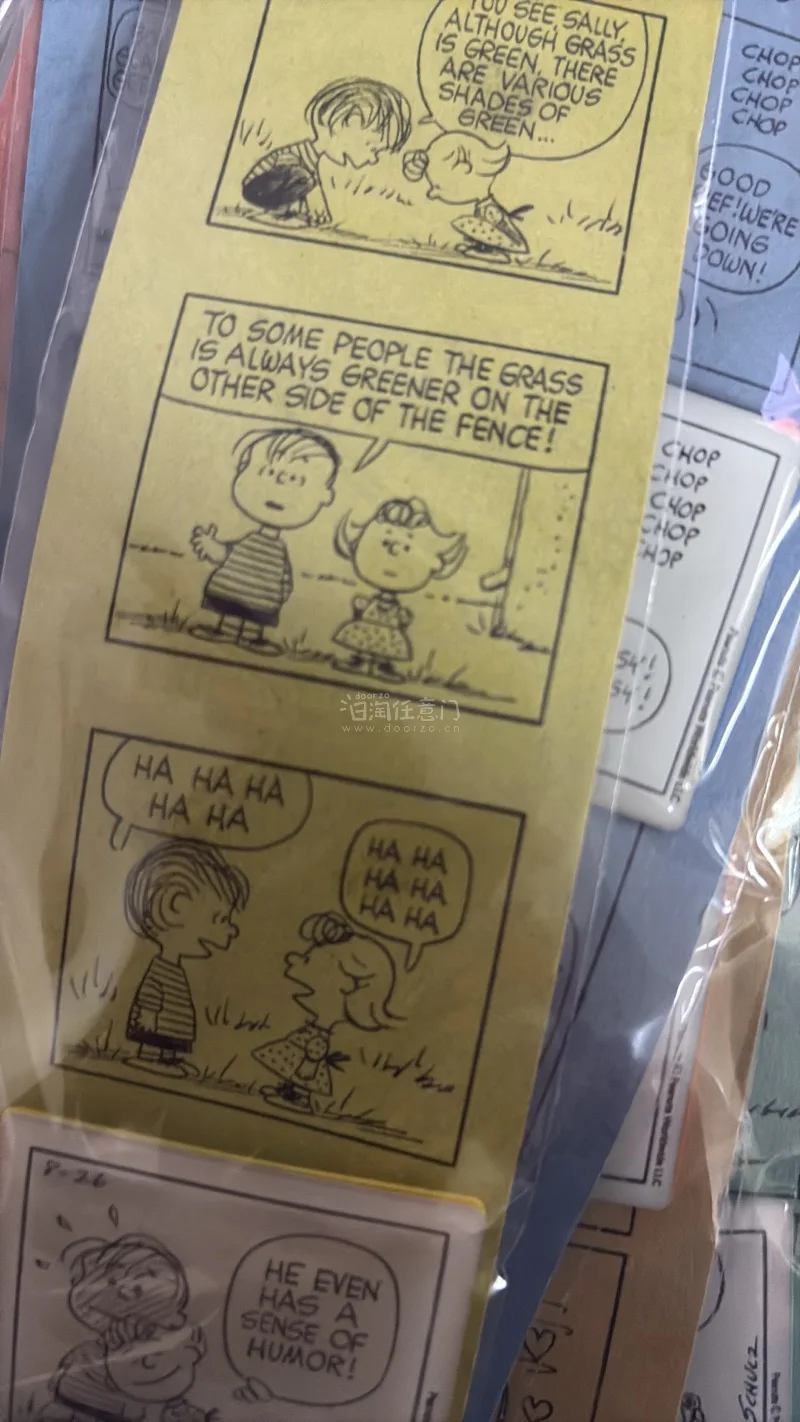 YOU SEE, SALLY,
ALTHOUGH GRASS
IS GREEN, THERE
ARE VARIOUS
SHADES OF
GREEN...
TO SOME PEOPLE THE GRASS
IS ALWAYS GREENER ON THE
OTHER SIDE OF THE FENCE!
HA HA HA
HA HA
HA HA
HA HA
HA HA
8-26
HE EVEN
HAS A
SENSE OF
HUMOR!
CHOP
CHOP
CHOP
CHOP
GOOD
WE'RE
GOING
DOWN!
CHOP
CHOP
CHOP
CHOP
CHOP
SCHULZ
doorzo
日淘任意门
www.doorzo.cn